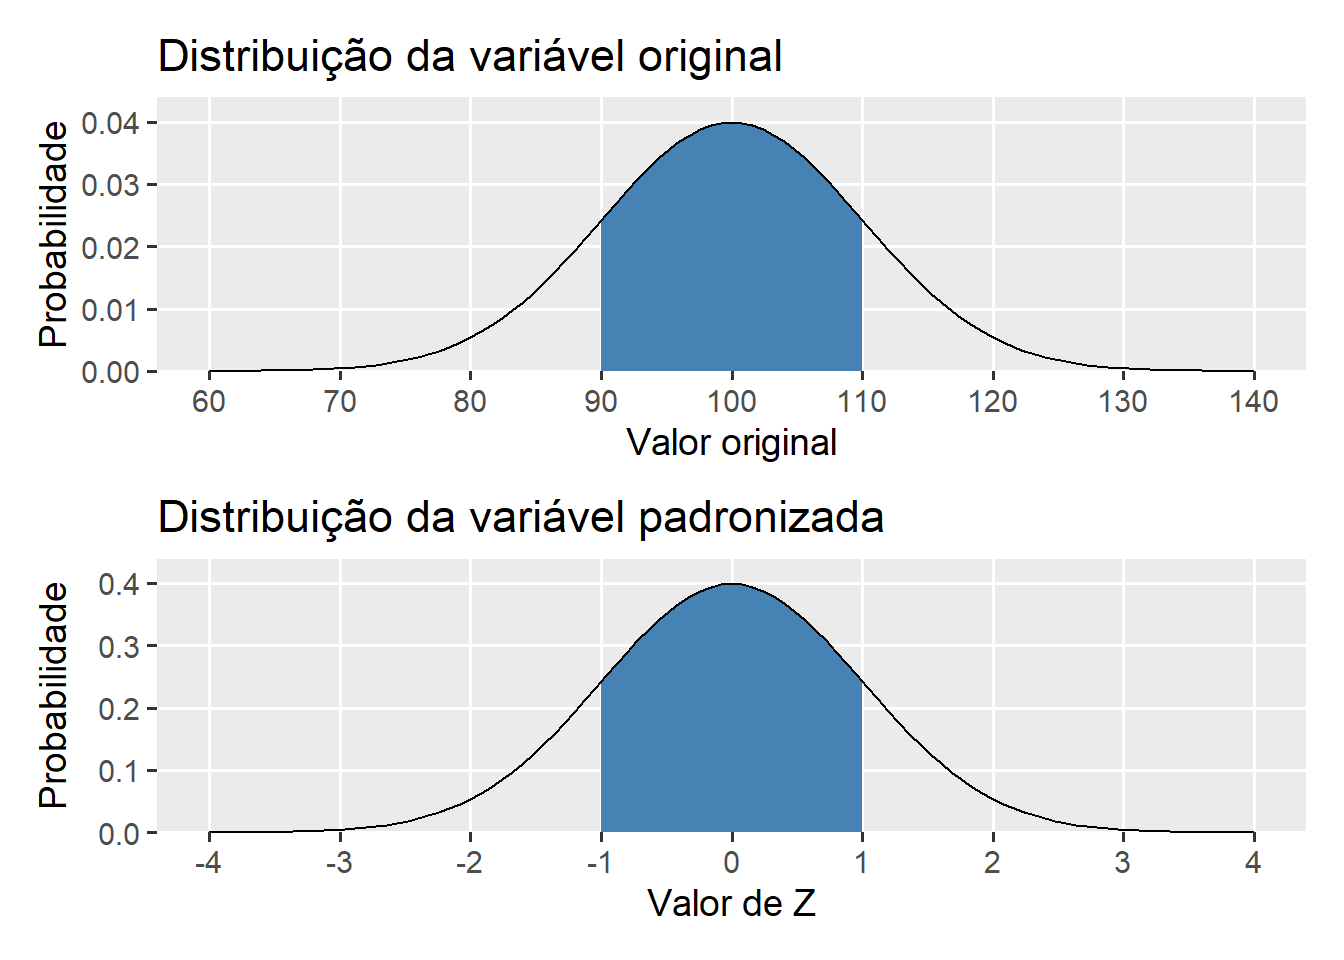 Distribuição da variável original
Probabilidade
0.04
0.03
0.02
0.01
0.00
60 70 80 90 100 110 120 130 140
Valor original
Distribuição da variável padronizada
Probabilidade
0.4
0.3
0.2
0.1
0.0
-4 -3 -2 -1 0 1 2 3 4
Valor de Z